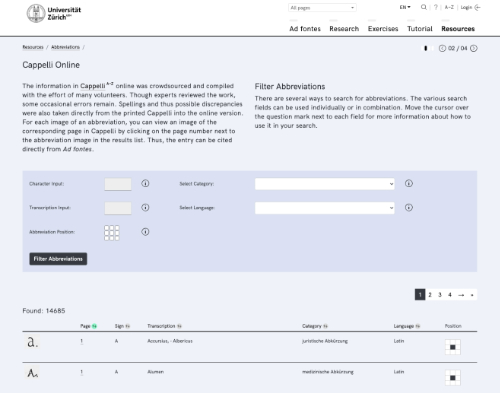 Universität
Zürich UZH
All pages
EN
A–Z
Login
Ad fontes Research Exercises Tutorial Resources
Resources / Abbreviations /
02 / 04
Cappelli Online
The information in Cappelli A-Z online was crowdsourced and compiled
with the effort of many volunteers. Though experts reviewed the work,
some occasional errors remain. Spellings and thus possible discrepancies
were also taken directly from the printed Cappelli into the online version.
For each image of an abbreviation, you can view an image of the
corresponding page in Cappelli by clicking on the page number next to
the abbreviation image in the results list. Thus, the entry can be cited
directly from Ad fontes.
Filter Abbreviations
There are several ways to search for abbreviations. The various search
fields can be used individually or in combination. Move the cursor over
the question mark next to each field for more information about how to
use it in your search.
Character Input:
Select Category:
Transcription Input:
Select Language:
Abbreviation Position:
Filter Abbreviations
1 2 3 4 → »
Found: 14685
Page Sign Transcription Category Language Position
a. 1 A Accursius, - Albericus juristische Abkürzung Latin
A 1 A Alumen medizinische Abkürzung Latin